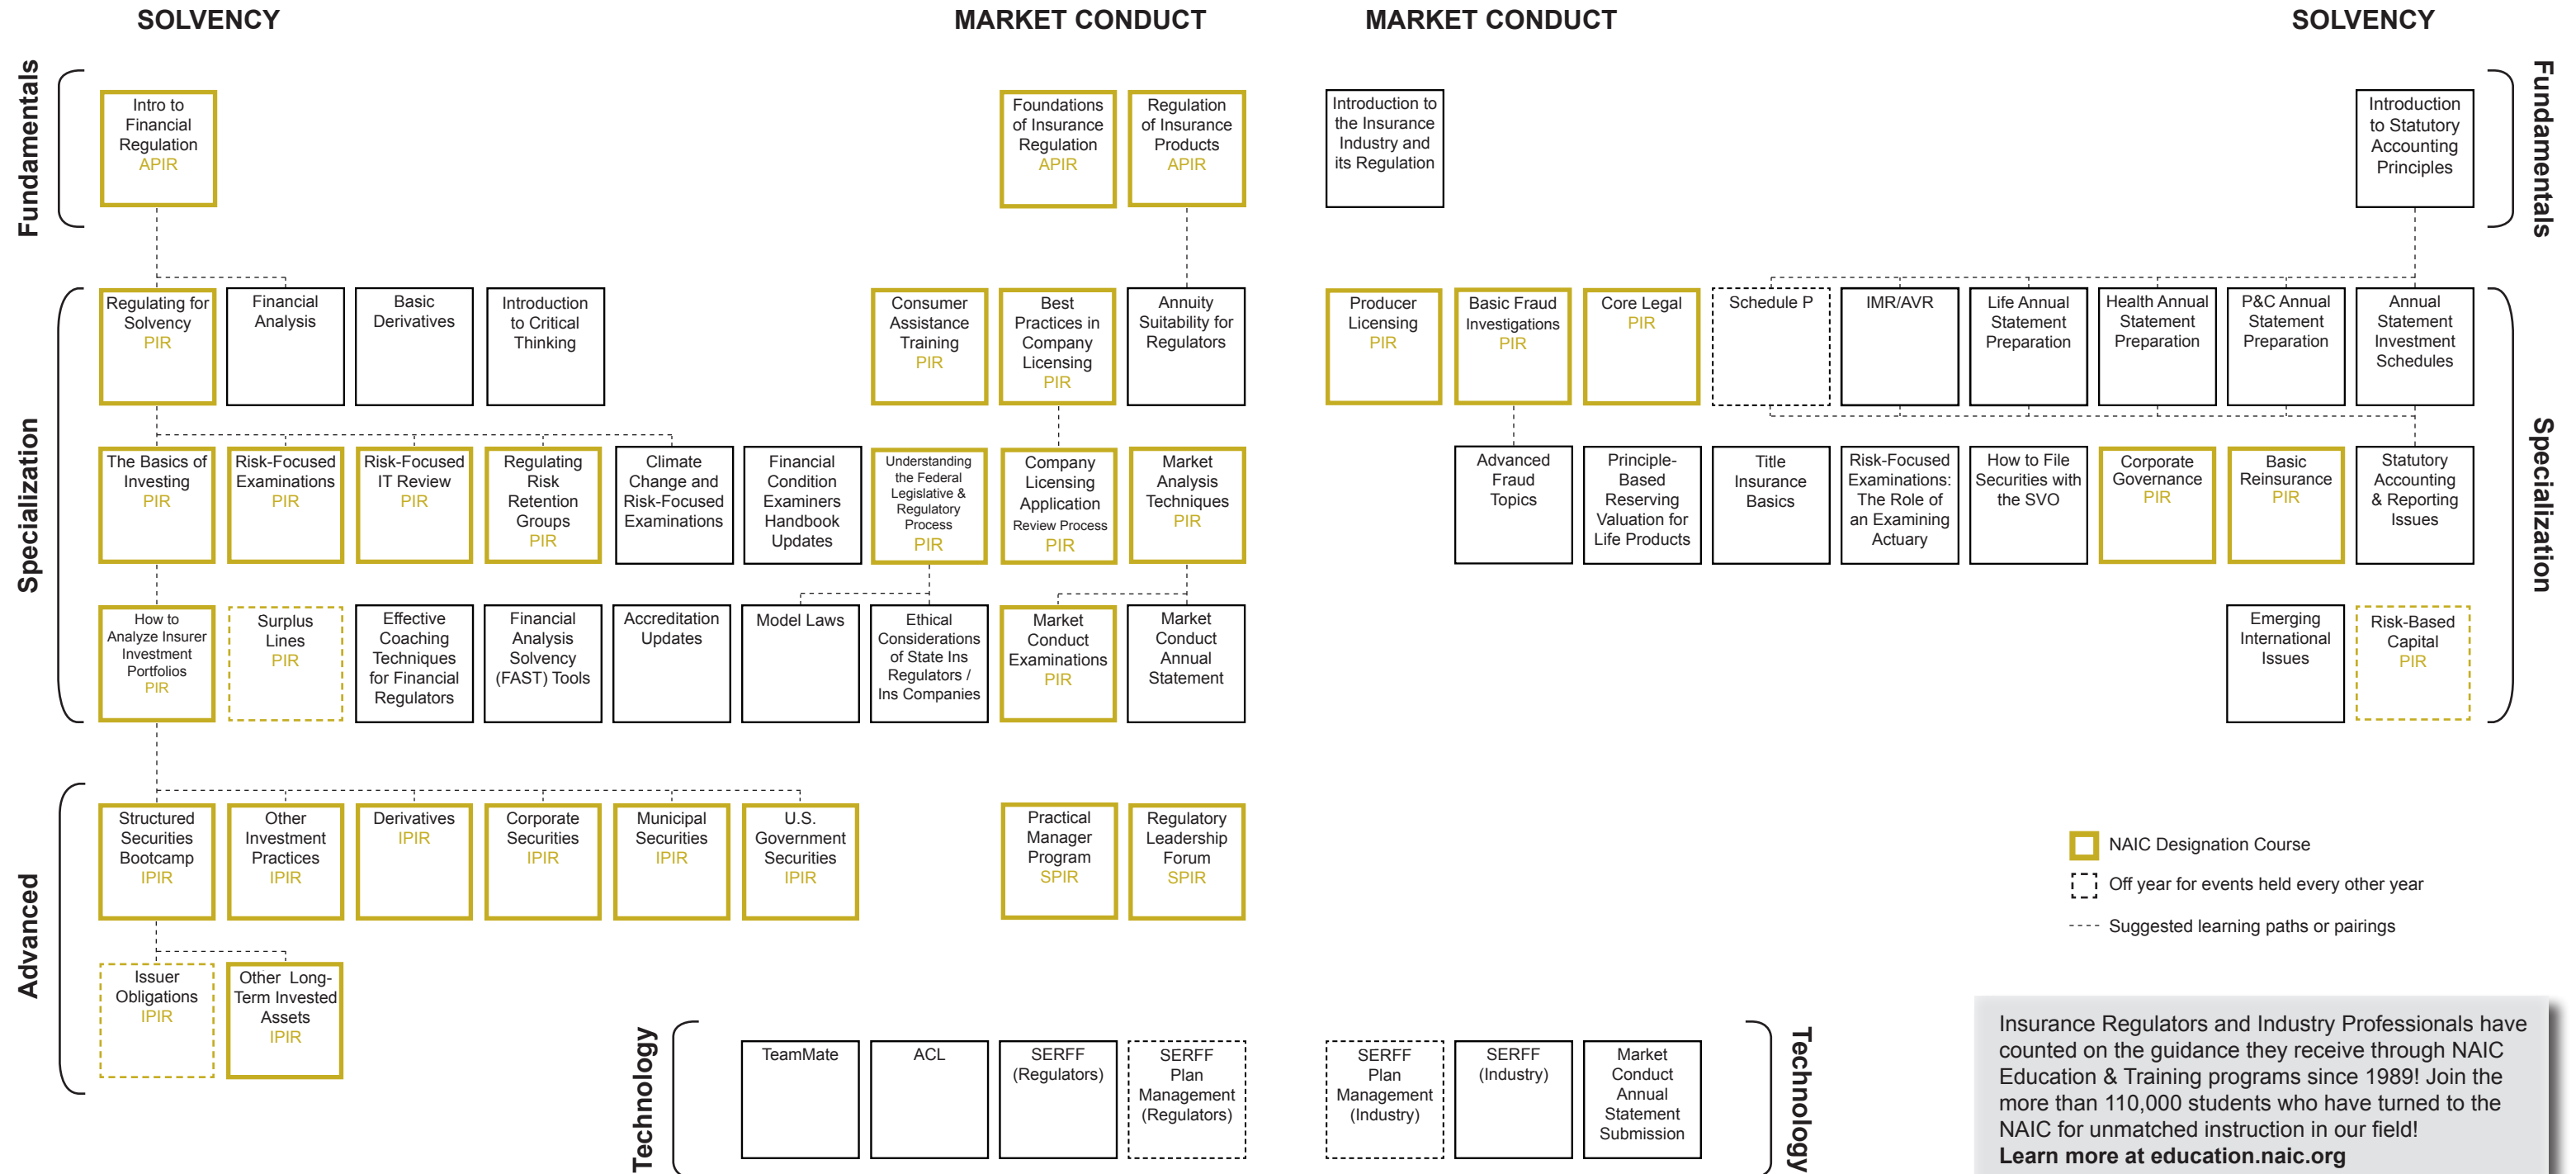 SOLVENCY
MARKET CONDUCT
MARKET CONDUCT
SOLVENCY
Fundamentals
Intro to
Financial
Regulation
APIR
Foundations
of Insurance
Regulation
APIR
Regulation
of Insurance
Products
APIR
Introduction to
the Insurance
Industry and
its Regulation
Introduction
to Statutory
Accounting
Principles
Fundamentals
Specialization
Regulating for
Solvency
PIR
Financial
Analysis
Basic
Derivatives
Introduction
to Critical
Thinking
Consumer
Assistance
Training
PIR
Best
Practices in
Company
Licensing
PIR
Annuity
Suitability for
Regulators
Producer
Licensing
PIR
Basic Fraud
Investigations
PIR
Core Legal
PIR
Schedule P
IMR/AVR
Life Annual
Statement
Preparation
Health Annual
Statement
Preparation
P&C Annual
Statement
Preparation
Annual
Statement
Investment
Schedules
The Basics of
Investing
PIR
Risk-Focused
Examinations
PIR
Risk-Focused
IT Review
PIR
Regulating
Risk
Retention
Groups
PIR
Climate
Change and
Risk-Focused
Examinations
Financial
Condition
Examiners
Handbook
Updates
Understanding
the Federal
Legislative &
Regulatory
Process
PIR
Company
Licensing
Application
Review Process
PIR
Market
Analysis
Techniques
PIR
Advanced
Fraud
Topics
Principle-
Based
Reserving
Valuation for
Life Products
Title
Insurance
Basics
Risk-Focused
Examinations:
The Role of
an Examining
Actuary
How to File
Securities with
the SVO
Corporate
Governance
PIR
Basic
Reinsurance
PIR
Statutory
Accounting
& Reporting
Issues
How to
Analyze Insurer
Investment
Portfolios
PIR
Surplus
Lines
PIR
Effective
Coaching
Techniques
for Financial
Regulators
Financial
Analysis
Solvency
(FAST) Tools
Accreditation
Updates
Model Laws
Ethical
Considerations
of State Ins
Regulators /
Ins Companies
Market
Conduct
Examinations
PIR
Market
Conduct
Annual
Statement
Emerging
International
Issues
Risk-Based
Capital
PIR
Specialization
Advanced
Structured
Securities
Bootcamp
IPIR
Other
Investment
Practices
IPIR
Derivatives
IPIR
Corporate
Securities
IPIR
Municipal
Securities
IPIR
U.S.
Government
Securities
IPIR
Practical
Manager
Program
SPIR
Regulatory
Leadership
Forum
SPIR
NAIC Designation Course
Off year for events held every other year
Suggested learning paths or pairings
Issuer
Obligations
IPIR
Other Long-
Term Invested
Assets
IPIR
Technology
TeamMate
ACL
SERFF
(Regulators)
SERFF
Plan
Management
(Regulators)
SERFF
Plan
Management
(Industry)
SERFF
(Industry)
Market
Conduct
Annual
Statement
Submission
Technology
Insurance Regulators and Industry Professionals have
counted on the guidance they receive through NAIC
Education & Training programs since 1989! Join the
more than 110,000 students who have turned to the
NAIC for unmatched instruction in our field!
Learn more at education.naic.org